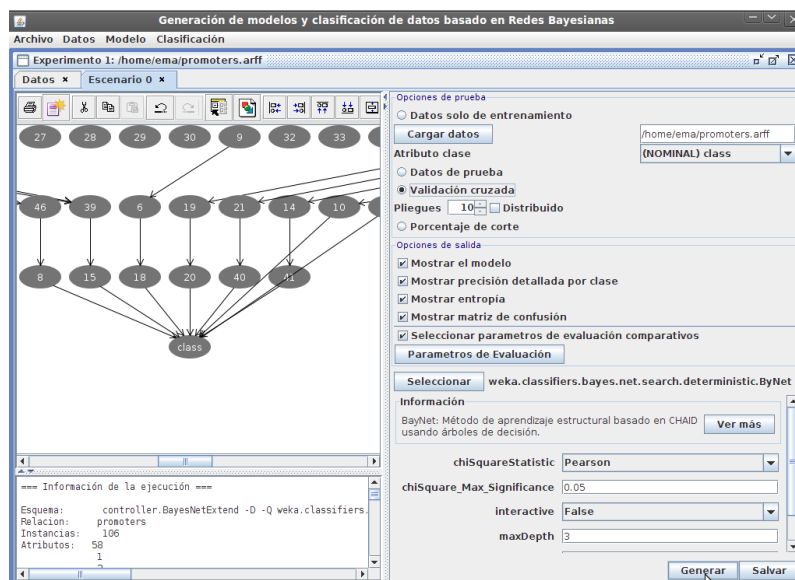 Generación de modelos y clasificación de datos basado en Redes Bayesianas
Archivo Datos Modelo Clasificación
Experimento 1: /home/ema/promoters.arff
Datos × Escenario 0 ×
27 28 29 30 9 32 33
46 39 6 19 21 14 10
8 15 18 20 40 41
class
=== Información de la ejecución ===
Esquema: controller.BayesNetExtend -D -Q weka.classifiers.
Relacion: promoters
Instancias: 106
Atributos: 58
1
Opciones de prueba
Datos solo de entrenamiento
Cargar datos /home/ema/promoters.arff
Atributo clase (NOMINAL) class
Datos de prueba
Validación cruzada
Pliegues 10 Distribuido
Porcentaje de corte
Opciones de salida
Mostrar el modelo
Mostrar precisión detallada por clase
Mostrar entropía
Mostrar matriz de confusión
Seleccionar parametros de evaluación comparativos
Parametros de Evaluación
Seleccionar weka.classifiers.bayes.net.search.deterministic.ByNet
Información
BayNet: Método de aprendizaje estructural basado en CHAID
usando árboles de decisión.
Ver más
chiSquareStatistic Pearson
chiSquare_Max_Significance 0.05
interactive False
maxDepth 3
Generar Salvar